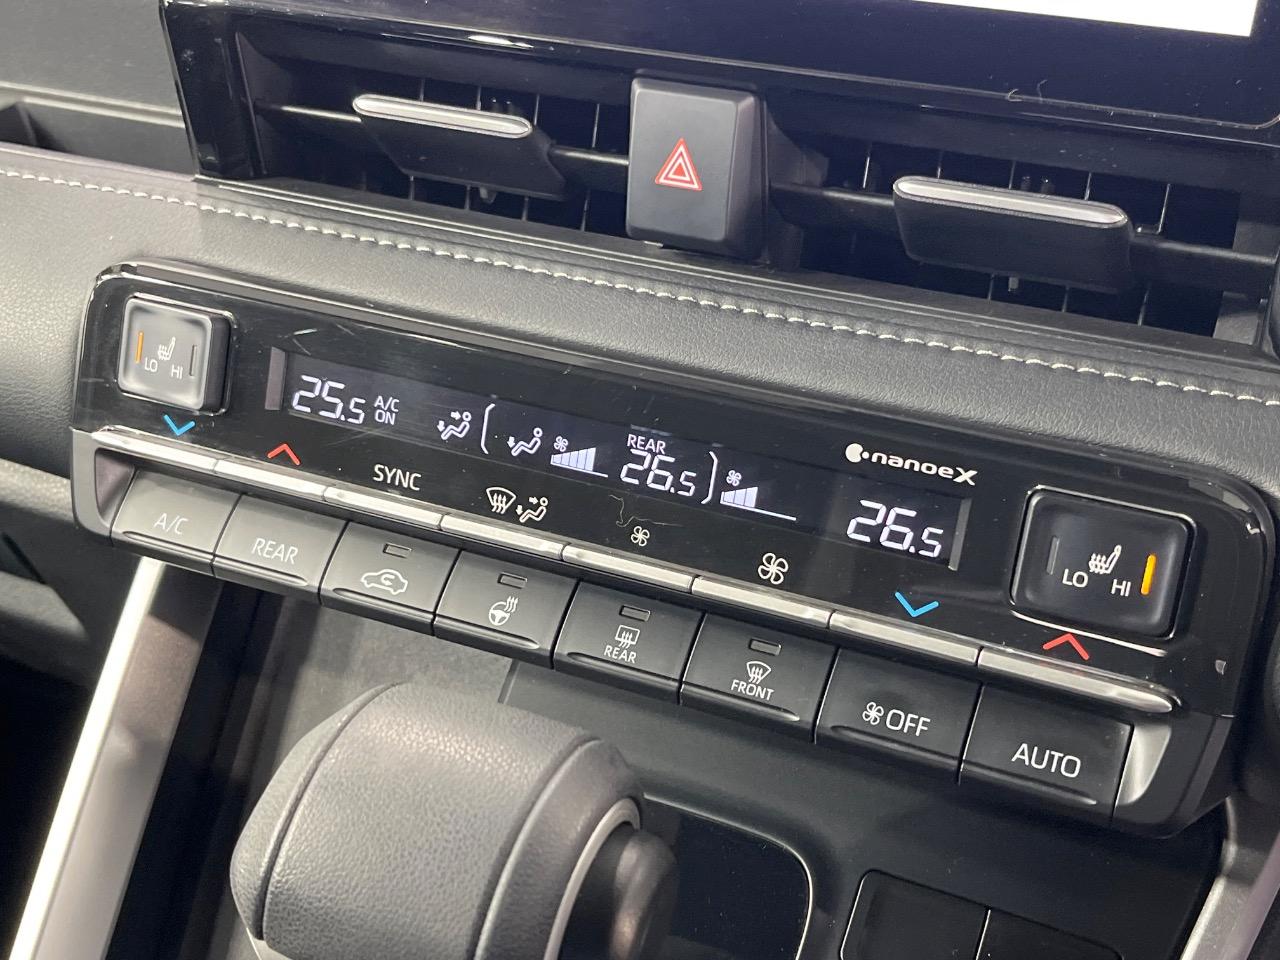 LO HI
25.5 A/C ON
REAR
26.5
nanoeX
26.5
LO HI
SYNC
A/C
REAR
REAR
FRONT
OFF
AUTO